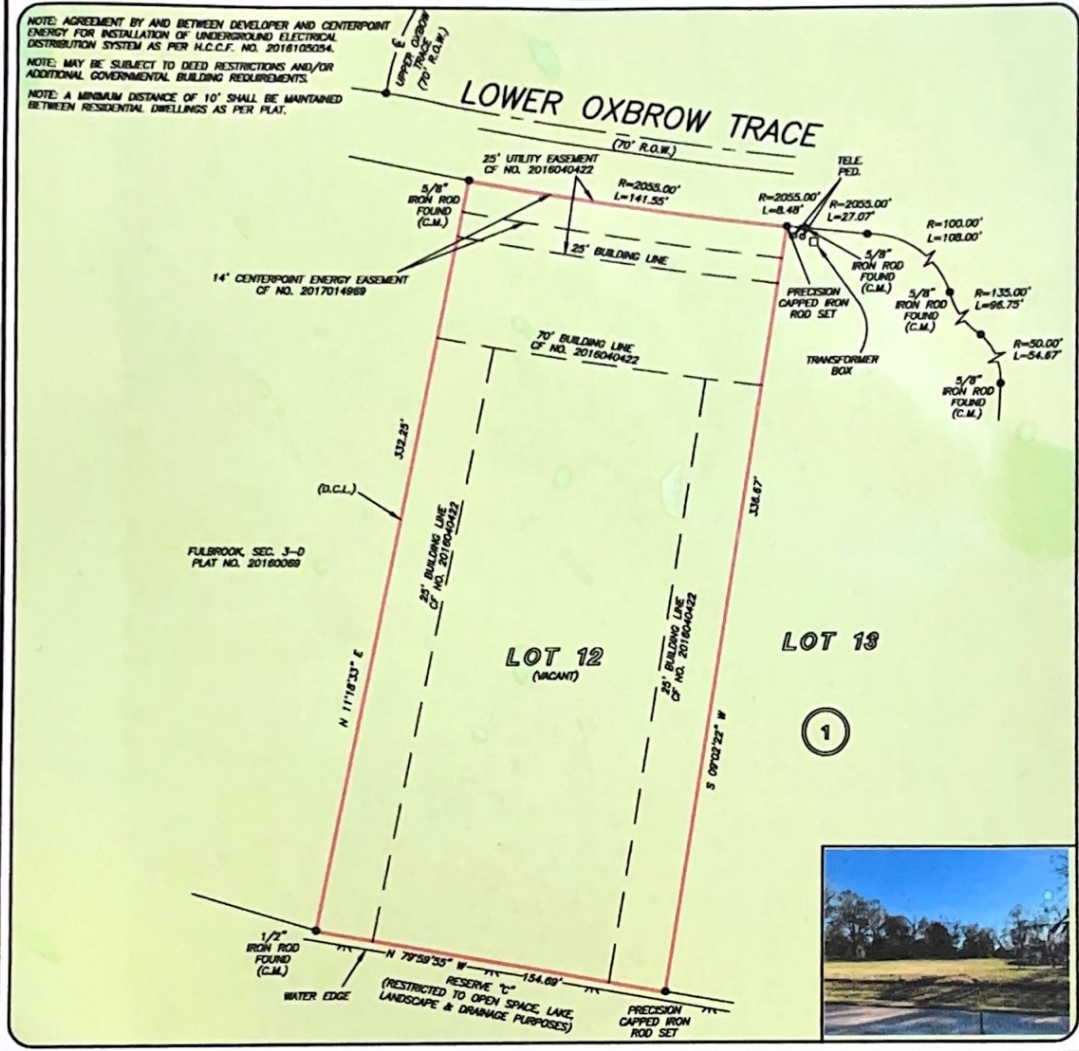 NOTE: AGREEMENT BY AND BETWEEN DEVELOPER AND CENTERPOINT
ENERGY FOR INSTALLATION OF UNDERGROUND ELECTRICAL
DISTRIBUTION SYSTEM AS PER H.C.C.F. NO. 2016105054.
NOTE: MAY BE SUBJECT TO DEED RESTRICTIONS AND/OR
ADDITIONAL GOVERNMENTAL BUILDING REQUIREMENTS.
NOTE: A MINIMUM DISTANCE OF 10' SHALL BE MAINTAINED
BETWEEN RESIDENTIAL DWELLINGS AS PER PLAT.
UPPER OXBOW
TRACE
(70' R.O.W.)
LOWER OXBROW TRACE
(70' R.O.W.)
25' UTILITY EASEMENT
CF NO. 2016040422
TELE.
PED.
5/8"
IRON ROD
FOUND
(C.M.)
R=2055.00'
L=141.55'
R=2055.00'
L=8.48'
R=2055.00'
L=27.07'
R=100.00'
L=108.00'
25' BUILDING LINE
14' CENTERPOINT ENERGY EASEMENT
CF NO. 2017014969
5/8"
IRON ROD
FOUND
(C.M.)
PRECISION
CAPPED IRON
ROD SET
5/8"
IRON ROD
FOUND
(C.M.)
R=135.00'
L=96.75'
R=50.00'
L=54.67'
70' BUILDING LINE
CF NO. 2016040422
TRANSFORMER
BOX
5/8"
IRON ROD
FOUND
(C.M.)
332.25'
336.67'
(D.C.L.)
FULBROOK, SEC. 3-D
PLAT NO. 20160069
25' BUILDING LINE
CF NO. 2016040422
25' BUILDING LINE
CF NO. 2016040422
LOT 12
(VACANT)
LOT 13
1
N 11°18'33" E
S 09°02'22" W
1/2"
IRON ROD
FOUND
(C.M.)
WATER EDGE
N 79°59'55" W
154.69'
RESERVE "C"
(RESTRICTED TO OPEN SPACE, LAKE,
LANDSCAPE & DRAINAGE PURPOSES)
PRECISION
CAPPED IRON
ROD SET